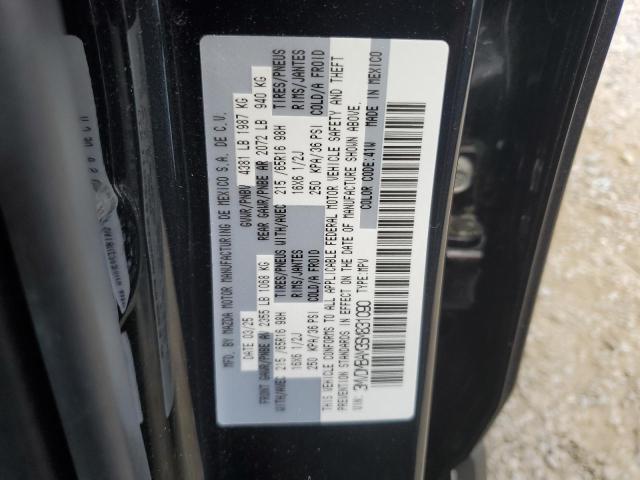 MFD. BY MAZDA MOTOR MANUFACTURING DE MEXICO S.A. DE C.V.
DATE: 03/25 GVWR/PNBV 4381 LB 1987 KG
FRONT GAWR/PNBE AV 2355 LB 1068 KG REAR GAWR/PNBE AR 2072 LB 940 KG
WITH/AVEC TIRES/PNEUS WITH/AVEC TIRES/PNEUS
215 /65R16 98H RIMS/JANTES 215 /65R16 98H RIMS/JANTES
16X6 1/2J COLD/A FROID 16X6 1/2J COLD/A FROID
250 KPA/36 PSI 250 KPA/36 PSI
THIS VEHICLE CONFORMS TO ALL APPLICABLE FEDERAL MOTOR VEHICLE SAFETY AND THEFT
PREVENTION STANDARDS IN EFFECT ON THE DATE OF MANUFACTURE SHOWN ABOVE.
VIN: TYPE:MPV COLOR CODE:41W MADE IN MEXICO